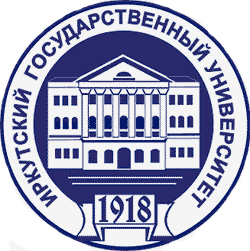 ИРКУТСКИЙ ГОСУДАРСТВЕННЫЙ УНИВЕРСИТЕТ
1918